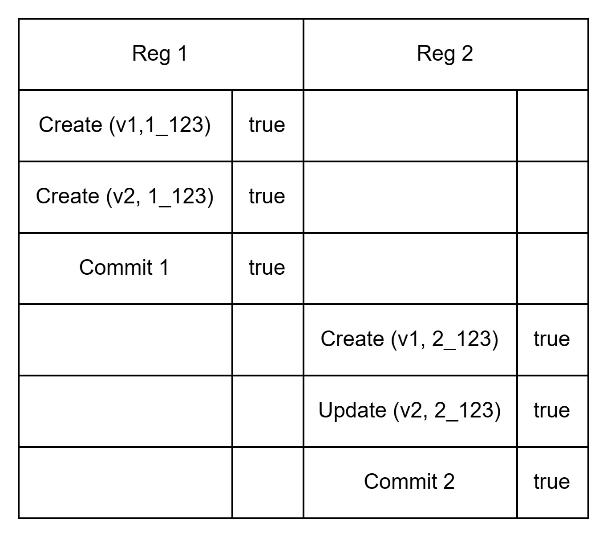 Reg 1 Reg 2
Create (v1,1_123) true
Create (v2, 1_123) true
Commit 1 true
Create (v1, 2_123) true
Update (v2, 2_123) true
Commit 2 true